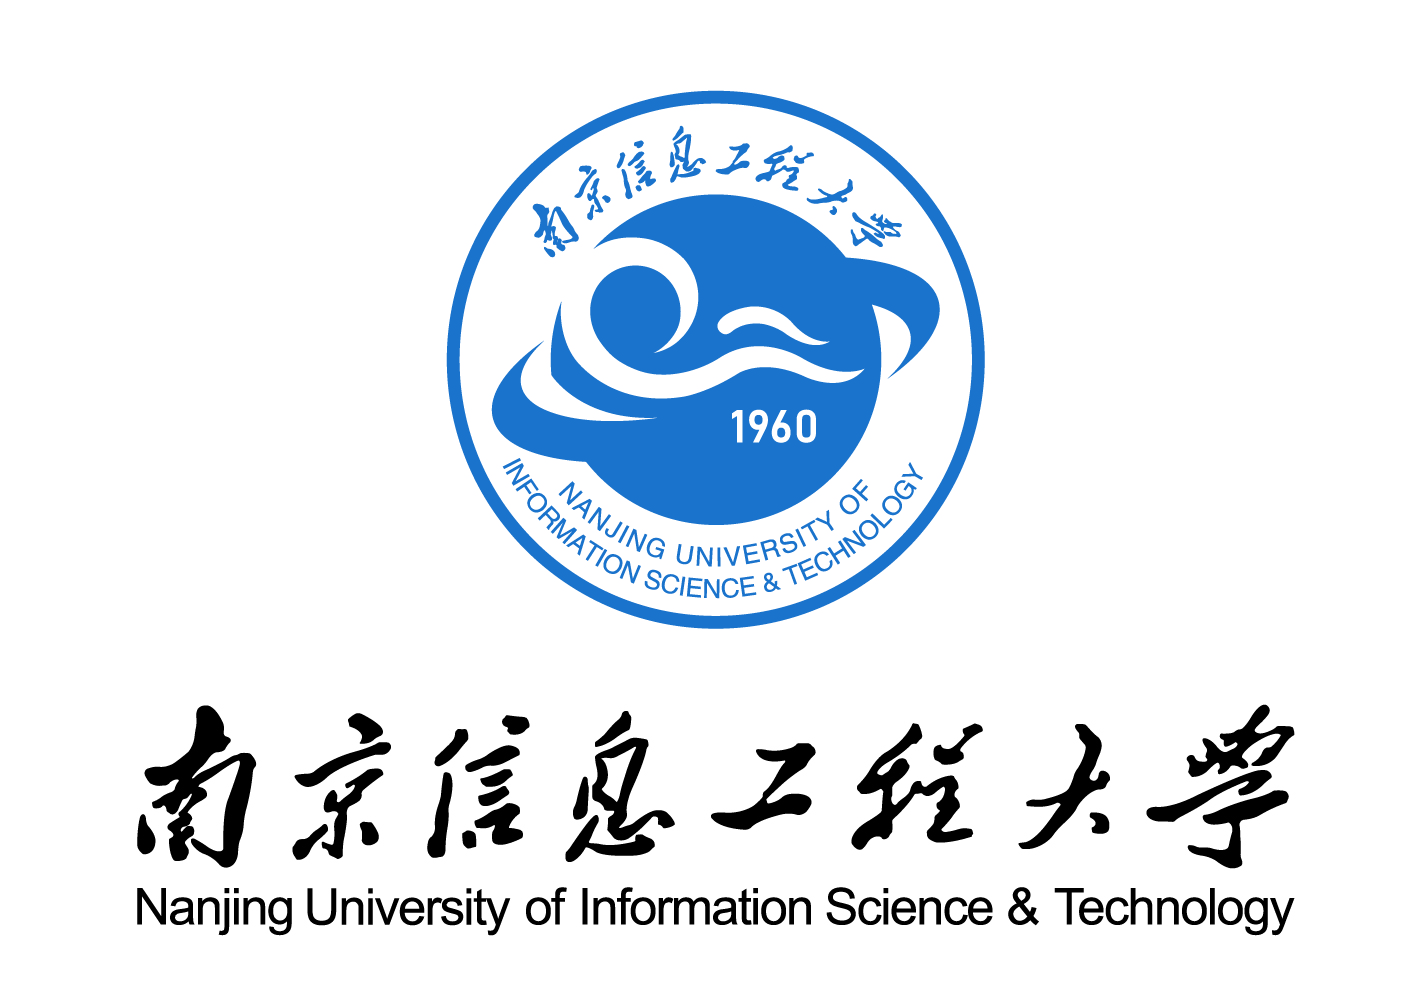 南京信息工程大学
1960
NANJING UNIVERSITY OF
INFORMATION SCIENCE & TECHNOLOGY
南京信息工程大學
Nanjing University of Information Science & Technology